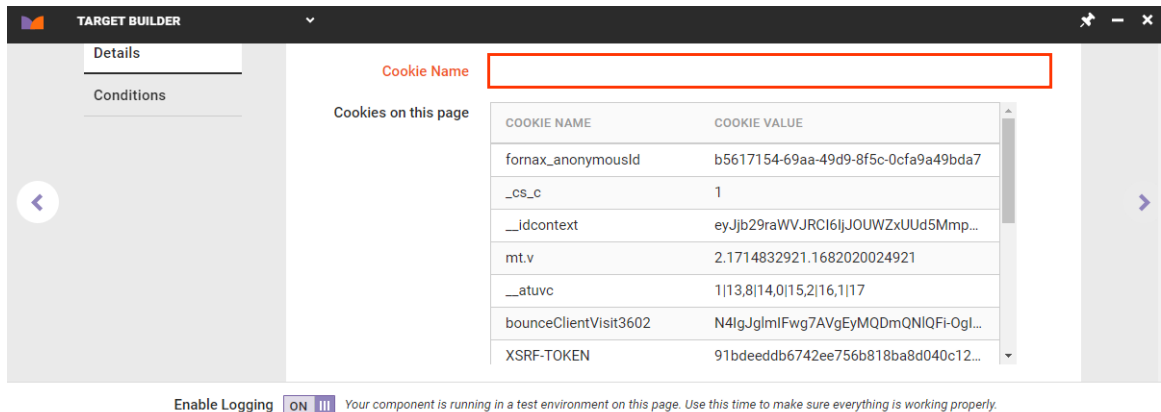 TARGET BUILDER
Details
Cookie Name
Conditions
Cookies on this page
COOKIE NAME COOKIE VALUE
fornax_anonymousId b5617154-69aa-49d9-8f5c-0cfa9a49bda7
_cs_c 1
__idcontext eyJjb29raWVJRCI6IjJOUWZxUUd5Mmp...
mt.v 2.1714832921.1682020024921
__atuvc 1|13,8|14,0|15,2|16,1|17
bounceClientVisit3602 N4IgJglmIFwg7AVgEyMQDmQNlQFi-OgI...
XSRF-TOKEN 91bdeeddb6742ee756b818ba8d040c12...
Enable Logging ON Your component is running in a test environment on this page. Use this time to make sure everything is working properly.